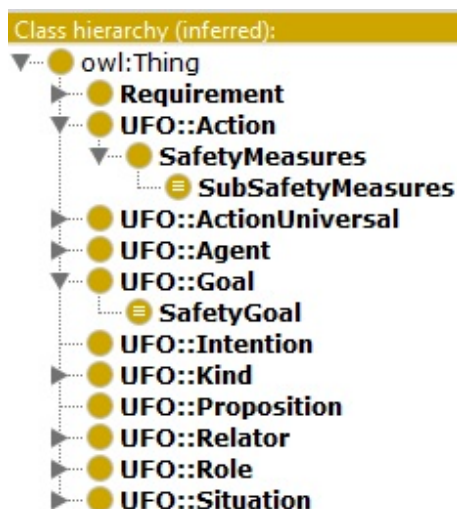 Class hierarchy (inferred):
owl:Thing
Requirement
UFO::Action
SafetyMeasures
SubSafetyMeasures
UFO::ActionUniversal
UFO::Agent
UFO::Goal
SafetyGoal
UFO::Intention
UFO::Kind
UFO::Proposition
UFO::Relator
UFO::Role
UFO::Situation